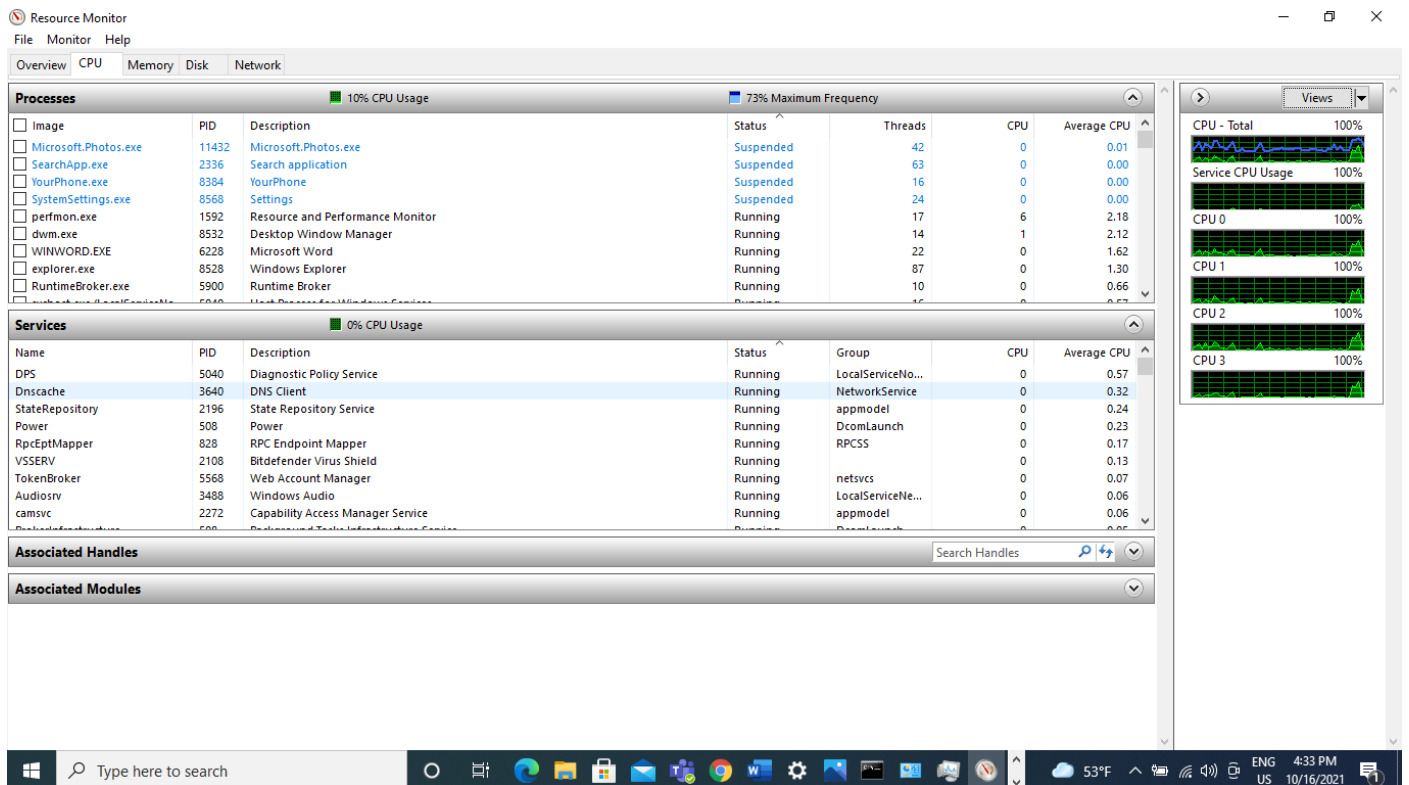 Resource Monitor
File Monitor Help
Overview CPU Memory Disk Network
Processes 10% CPU Usage 73% Maximum Frequency
Image PID Description Status Threads CPU Average CPU
Microsoft.Photos.exe 11432 Microsoft.Photos.exe Suspended 42 0 0.01
SearchApp.exe 2336 Search application Suspended 63 0 0.00
YourPhone.exe 8384 YourPhone Suspended 16 0 0.00
SystemSettings.exe 8568 Settings Suspended 24 0 0.00
perfmon.exe 1592 Resource and Performance Monitor Running 17 6 2.18
dwm.exe 8532 Desktop Window Manager Running 14 1 2.12
WINWORD.EXE 6228 Microsoft Word Running 22 0 1.62
explorer.exe 8528 Windows Explorer Running 87 0 1.30
RuntimeBroker.exe 5900 Runtime Broker Running 10 0 0.66
Services 0% CPU Usage
Name PID Description Status Group CPU Average CPU
DPS 5040 Diagnostic Policy Service Running LocalServiceNo... 0 0.57
Dnscache 3640 DNS Client Running NetworkService 0 0.32
StateRepository 2196 State Repository Service Running appmodel 0 0.24
Power 508 Power Running DcomLaunch 0 0.23
RpcEptMapper 828 RPC Endpoint Mapper Running RPCSS 0 0.17
VSSERV 2108 Bitdefender Virus Shield Running 0 0.13
TokenBroker 5568 Web Account Manager Running netsvcs 0 0.07
Audiosrv 3488 Windows Audio Running LocalServiceNe... 0 0.06
camsvc 2272 Capability Access Manager Service Running appmodel 0 0.06
Associated Handles Search Handles
Associated Modules
Views
CPU - Total 100%
Service CPU Usage 100%
CPU 0 100%
CPU 1 100%
CPU 2 100%
CPU 3 100%
Type here to search
53°F
ENG
US
4:33 PM
10/16/2021